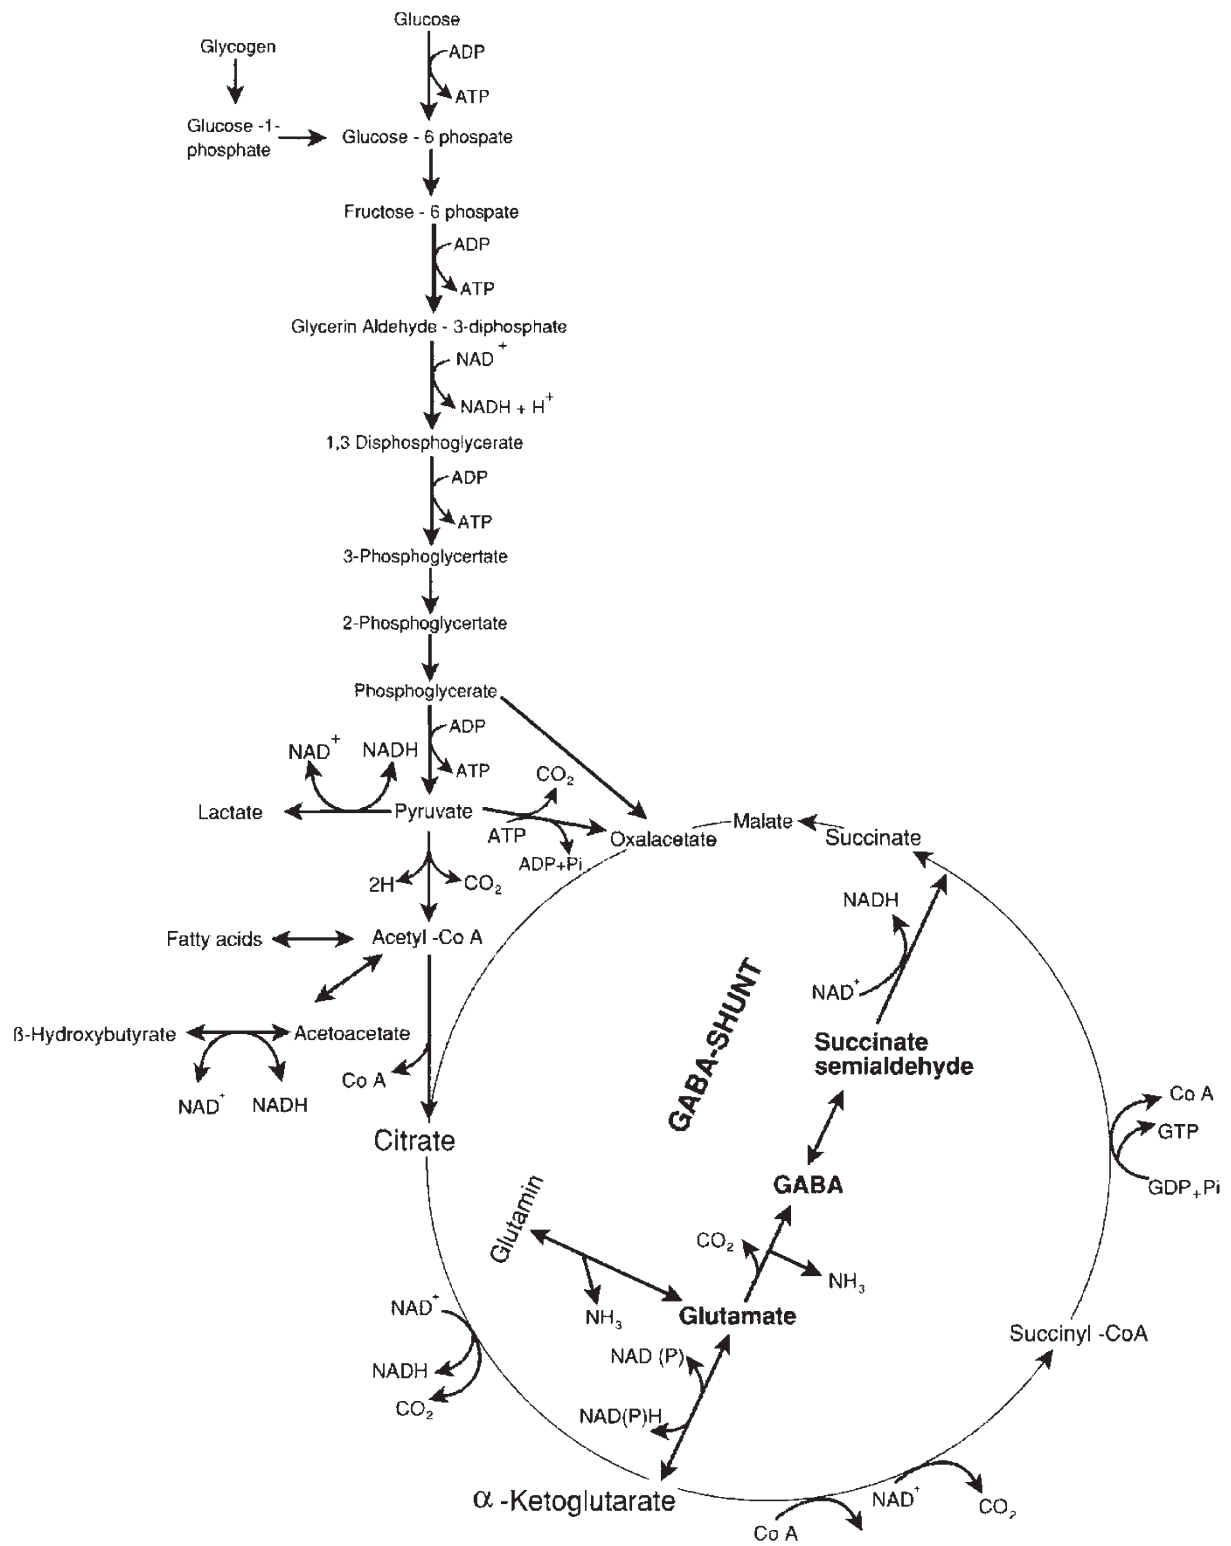 Glucose
Glycogen
ADP
ATP
Glucose -1-
phosphate
Glucose - 6 phospate
Fructose - 6 phospate
ADP
ATP
Glycerin Aldehyde - 3-diphosphate
NAD+
NADH + H+
1,3 Disphosphoglycerate
ADP
ATP
3-Phosphoglycertate
2-Phosphoglycertate
Phosphoglycerate
ADP
ATP
NAD+
NADH
CO2
Lactate
Pyruvate
ATP
ADP+Pi
Oxalacetate
Malate
Succinate
2H
CO2
NADH
Fatty acids
Acetyl -Co A
NAD+
GABA-SHUNT
ß-Hydroxybutyrate
Acetoacetate
Succinate
semialdehyde
Co A
NAD+
NADH
Co A
GTP
Citrate
GABA
GDP+Pi
Glutamin
CO2
NH3
NAD+
NH3
Glutamate
Succinyl -CoA
NADH
NAD (P)
CO2
NAD(P)H
α -Ketoglutarate
NAD+
CO2
Co A